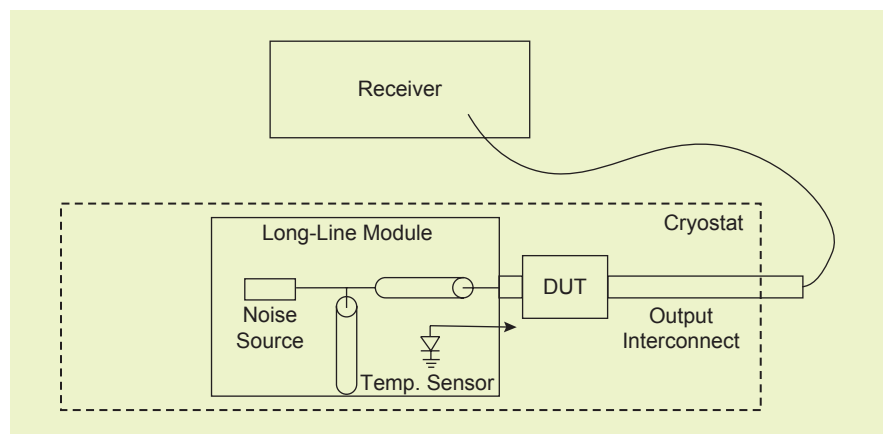 Receiver
Cryostat
Long-Line Module
DUT
Noise
Source
Output
Interconnect
Temp. Sensor